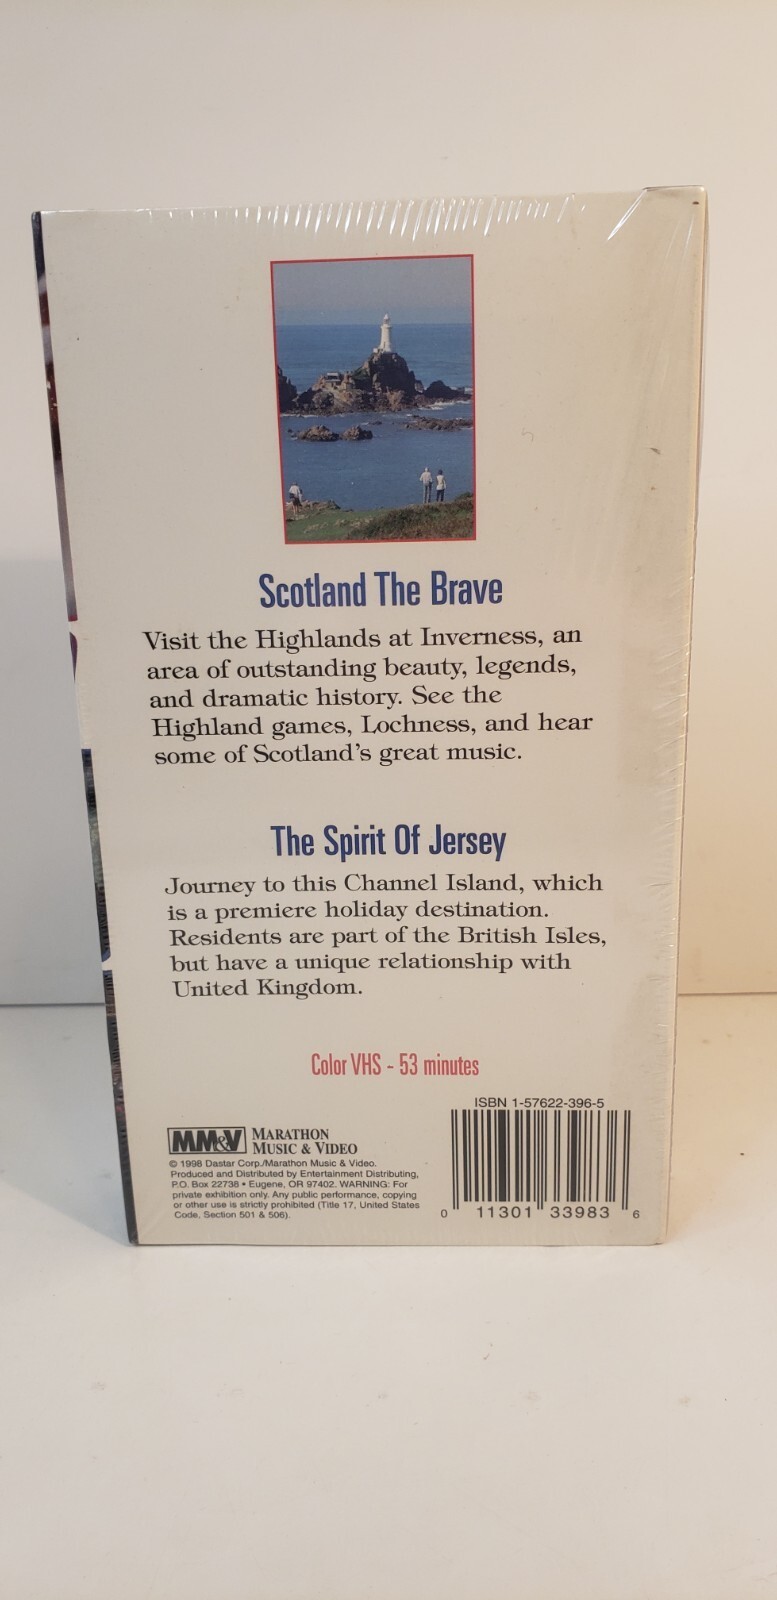 Scotland The Brave
Visit the Highlands at Inverness, an
area of outstanding beauty, legends,
and dramatic history. See the
Highland games, Lochness, and hear
some of Scotland's great music.
The Spirit Of Jersey
Journey to this Channel Island, which
is a premiere holiday destination.
Residents are part of the British Isles,
but have a unique relationship with
United Kingdom.
Color VHS - 53 minutes
MM&V MARATHON
MUSIC & VIDEO
© 1998 Dastar Corp./Marathon Music & Video.
Produced and Distributed by Entertainment Distributing,
P.O. Box 22738 • Eugene, OR 97402. WARNING: For
private exhibition only. Any public performance, copying
or other use is strictly prohibited (Title 17, United States
Code, Section 501 & 506).
ISBN 1-57622-396-5
0 11301 33983 6